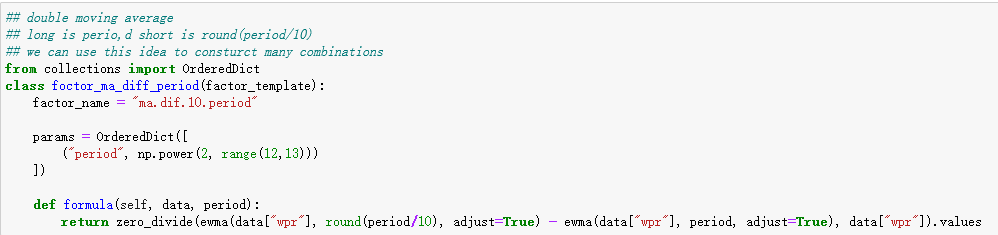 ## double moving average
## long is perio,d short is round(period/10)
## we can use this idea to consturct many combinations
from collections import OrderedDict
class foctor_ma_diff_period(factor_template):
    factor_name = "ma.dif.10.period"

    params = OrderedDict([
        ("period", np.power(2, range(12,13)))
    ])

    def formula(self, data, period):
        return zero_divide(ewma(data["wpr"], round(period/10), adjust=True) - ewma(data["wpr"], period, adjust=True), data["wpr"]).values